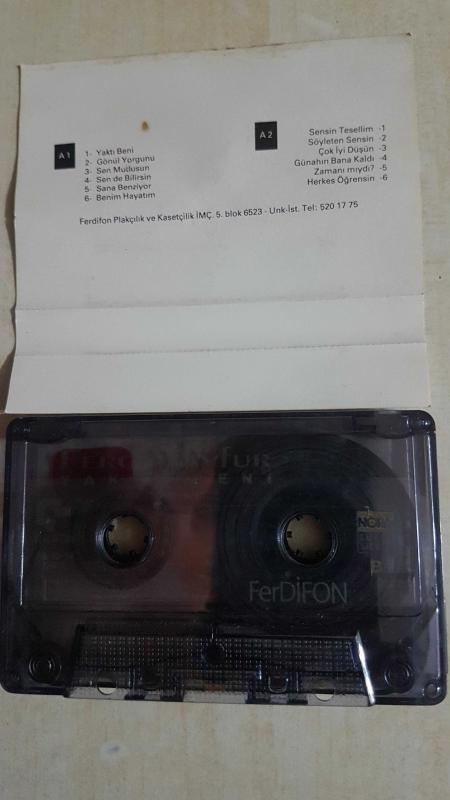 A1
1- Yaktı Beni
2- Gönül Yorgunu
3- Sen Mutlusun
4- Sen de Bilirsin
5- Sana Benziyor
6- Benim Hayatım
A2
Sensin Tesellim -1
Söyleten Sensin -2
Çok İyi Düşün -3
Günahın Bana Kaldı -4
Zamanı mıydı? -5
Herkes Öğrensin -6
Ferdifon Plakçılık ve Kasetçilik İMÇ. 5. blok 6523 - Unk-İst. Tel: 520 17 75
FerDİFON